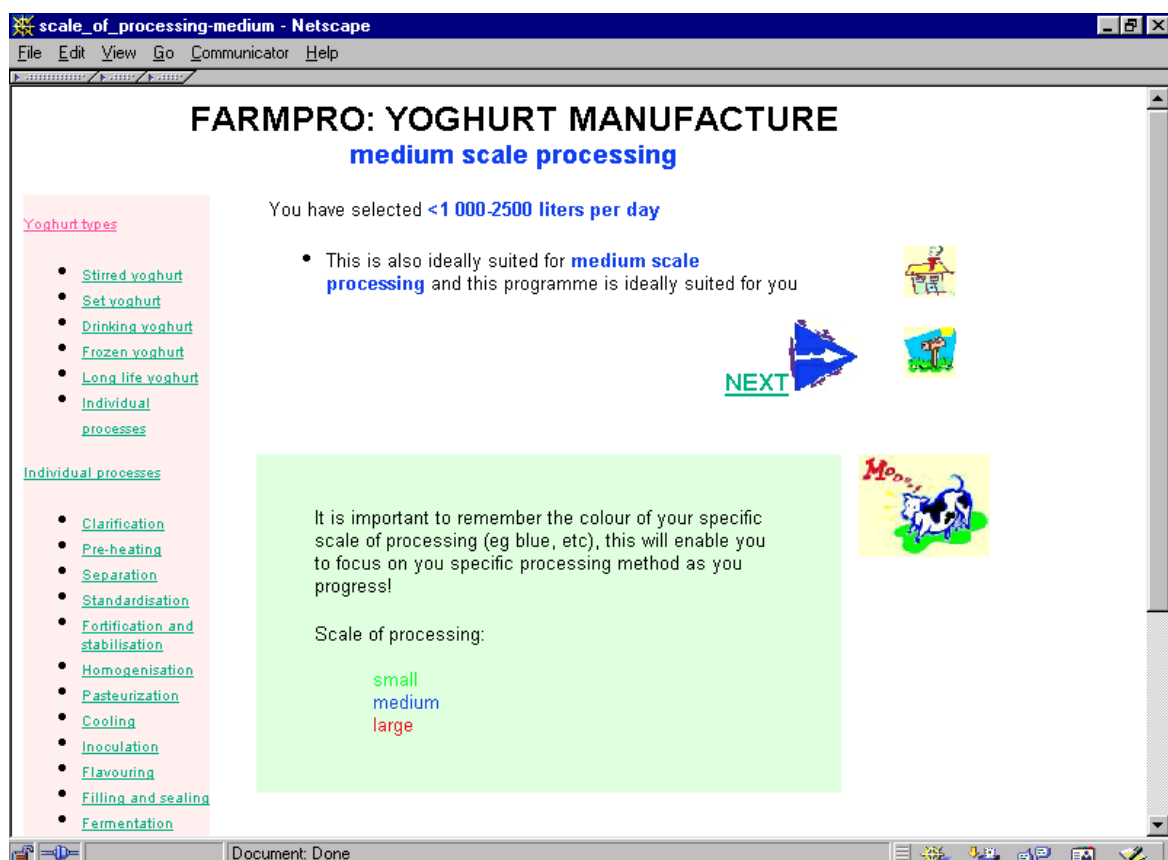 scale_of_processing-medium - Netscape
File Edit View Go Communicator Help
FARMPRO: YOGHURT MANUFACTURE
medium scale processing
Yoghurt types
Stirred yoghurt
Set yoghurt
Drinking yoghurt
Frozen yoghurt
Long life yoghurt
Individual
processes
Individual processes
Clarification
Pre-heating
Separation
Standardisation
Fortification and
stabilisation
Homogenisation
Pasteurization
Cooling
Inoculation
Flavouring
Filling and sealing
Fermentation
You have selected <1 000-2500 liters per day
This is also ideally suited for medium scale
processing and this programme is ideally suited for you
NEXT
Moo
It is important to remember the colour of your specific
scale of processing (eg blue, etc), this will enable you
to focus on you specific processing method as you
progress!
Scale of processing:
small
medium
large
Document: Done